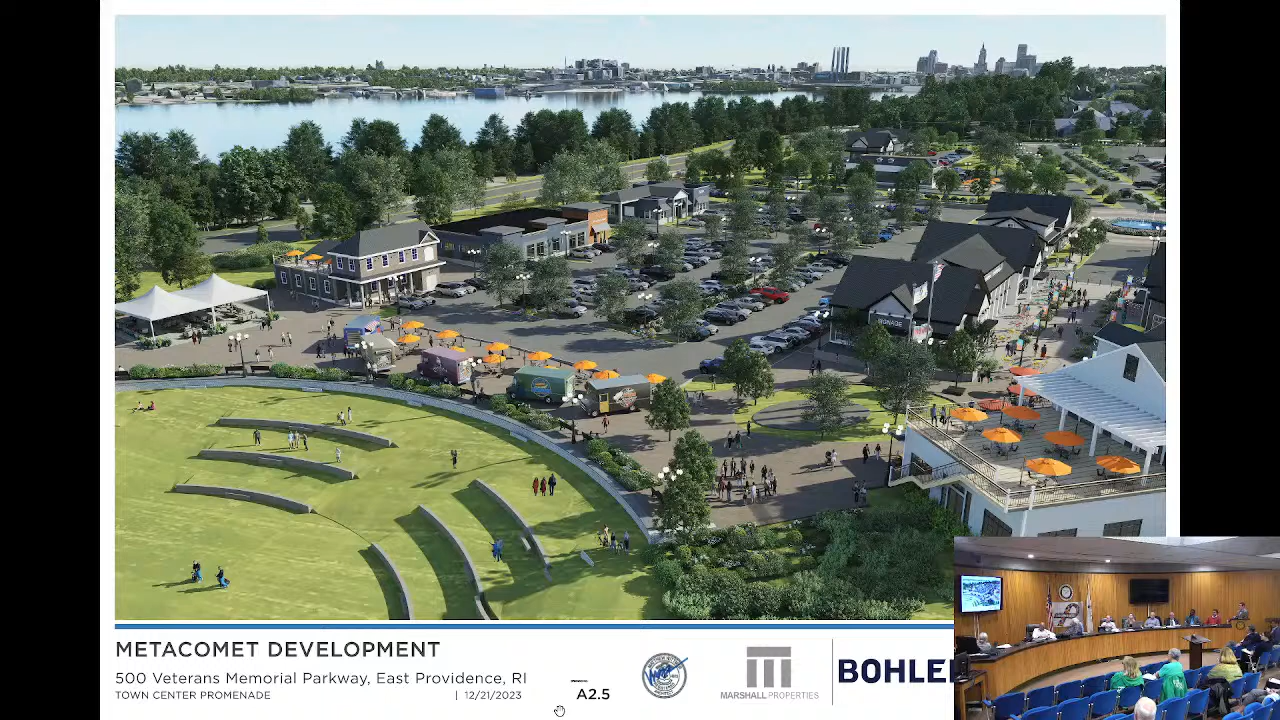 SIGNAGE
METACOMET DEVELOPMENT
500 Veterans Memorial Parkway, East Providence, RI
TOWN CENTER PROMENADE | 12/21/2023
A2.5
MARSHALL PROPERTIES
BOHLE